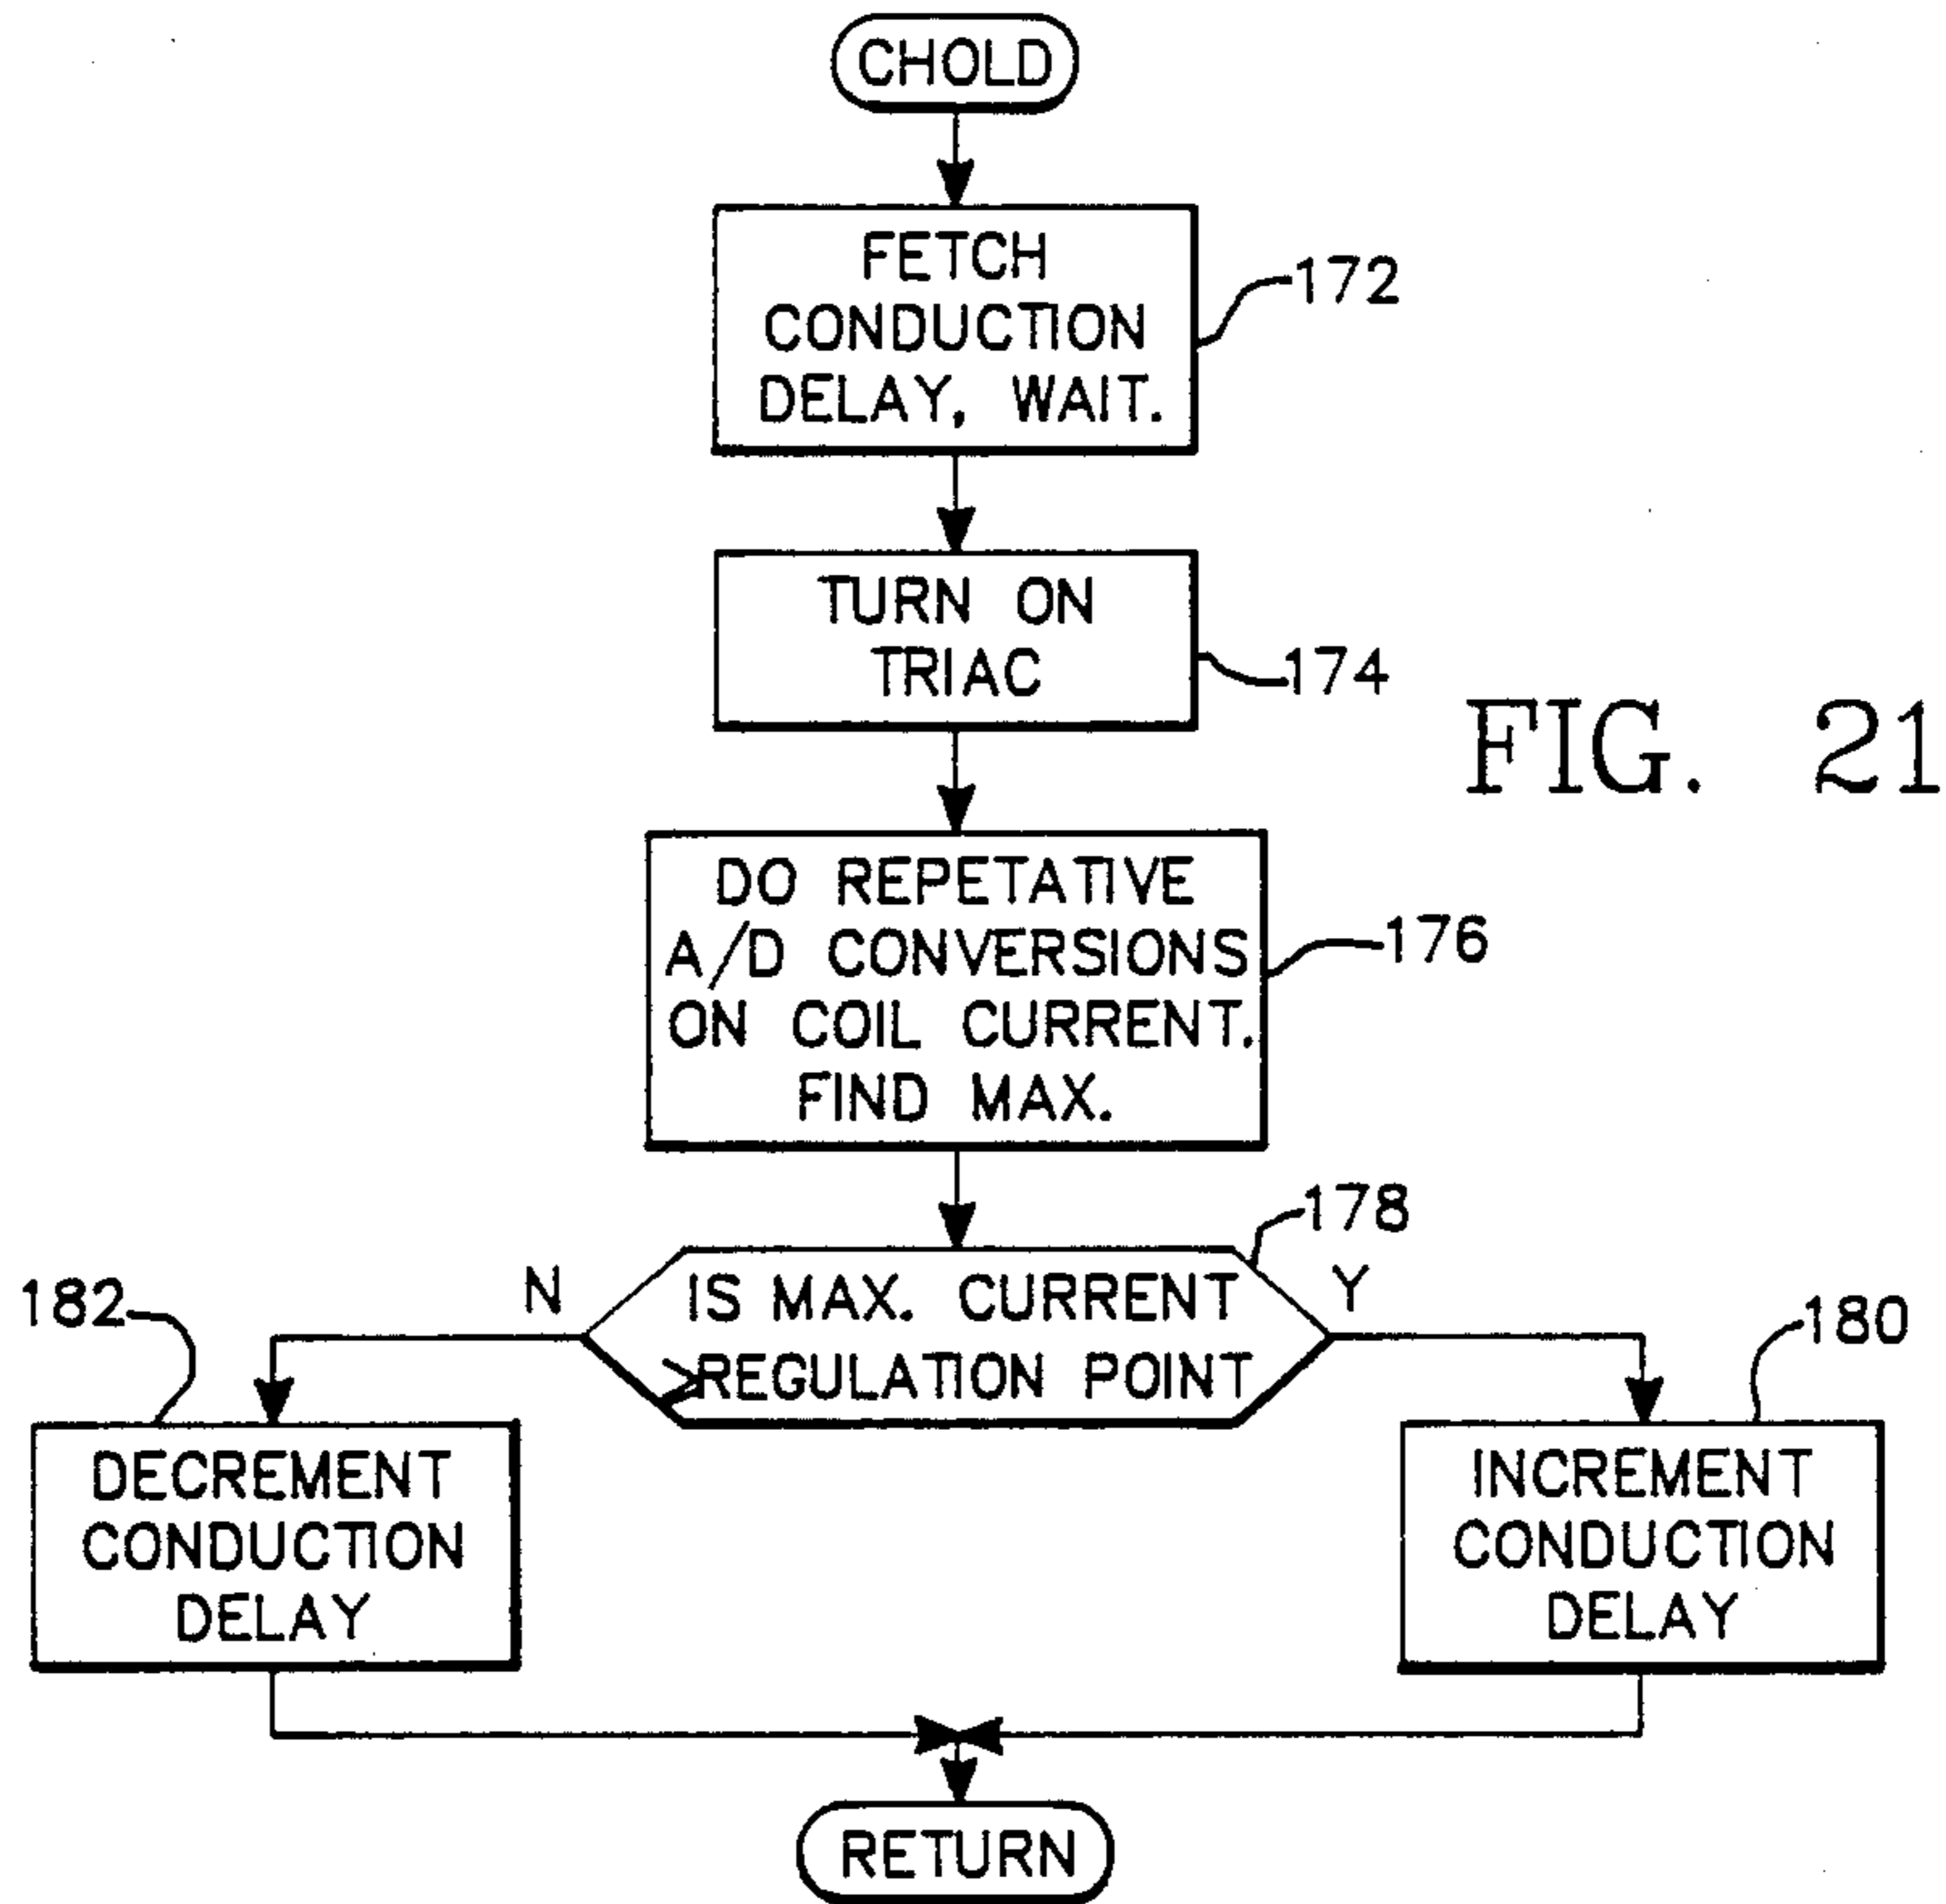 CHOLD
FETCH
CONDUCTION
DELAY, WAIT.
172
TURN ON
TRIAC
174
FIG. 21
DO REPETATIVE
A/D CONVERSIONS
ON COIL CURRENT.
FIND MAX.
176
178
N
IS MAX. CURRENT
>REGULATION POINT
Y
182
DECREMENT
CONDUCTION
DELAY
180
INCREMENT
CONDUCTION
DELAY
RETURN